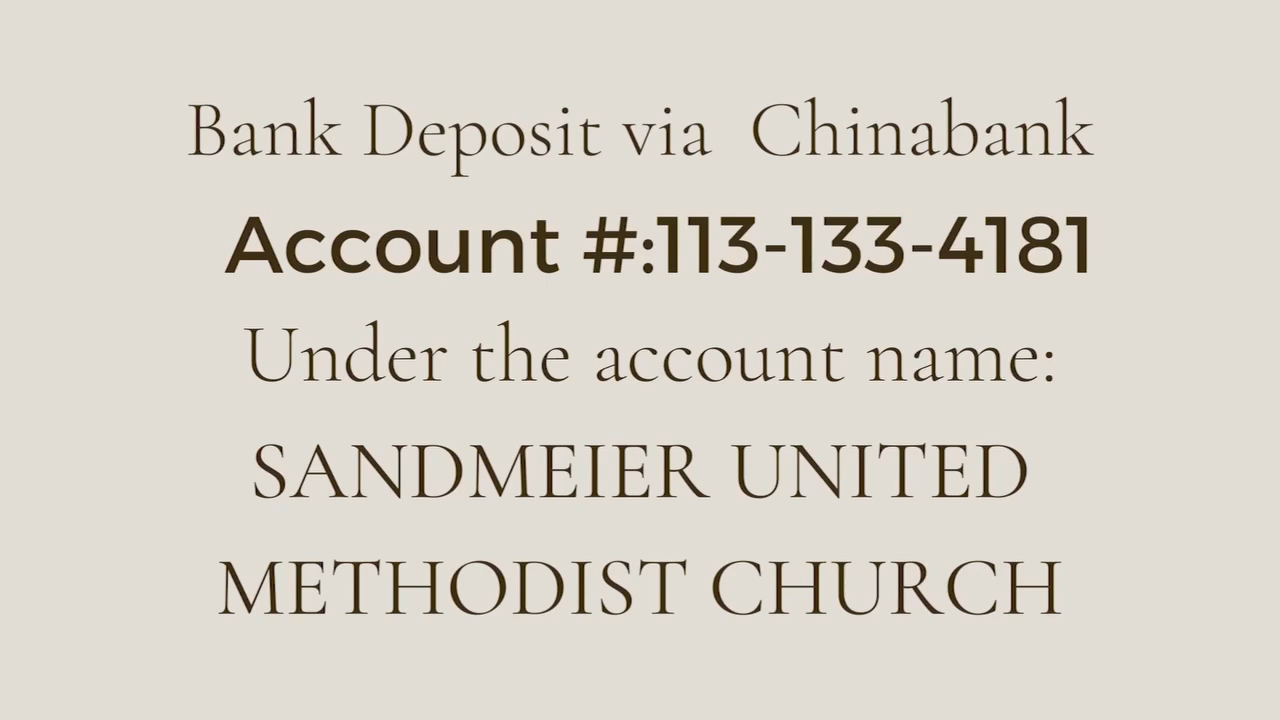 Bank Deposit via Chinabank
Account #:113-133-4181
Under the account name:
SANDMEIER UNITED
METHODIST CHURCH